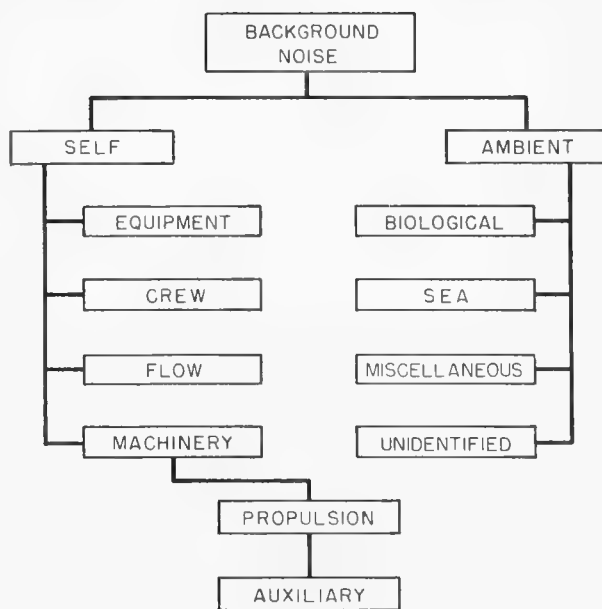 BACKGROUND
NOISE
SELF
AMBIENT
EQUIPMENT
BIOLOGICAL
CREW
SEA
FLOW
MISCELLANEOUS
MACHINERY
UNIDENTIFIED
PROPULSION
AUXILIARY